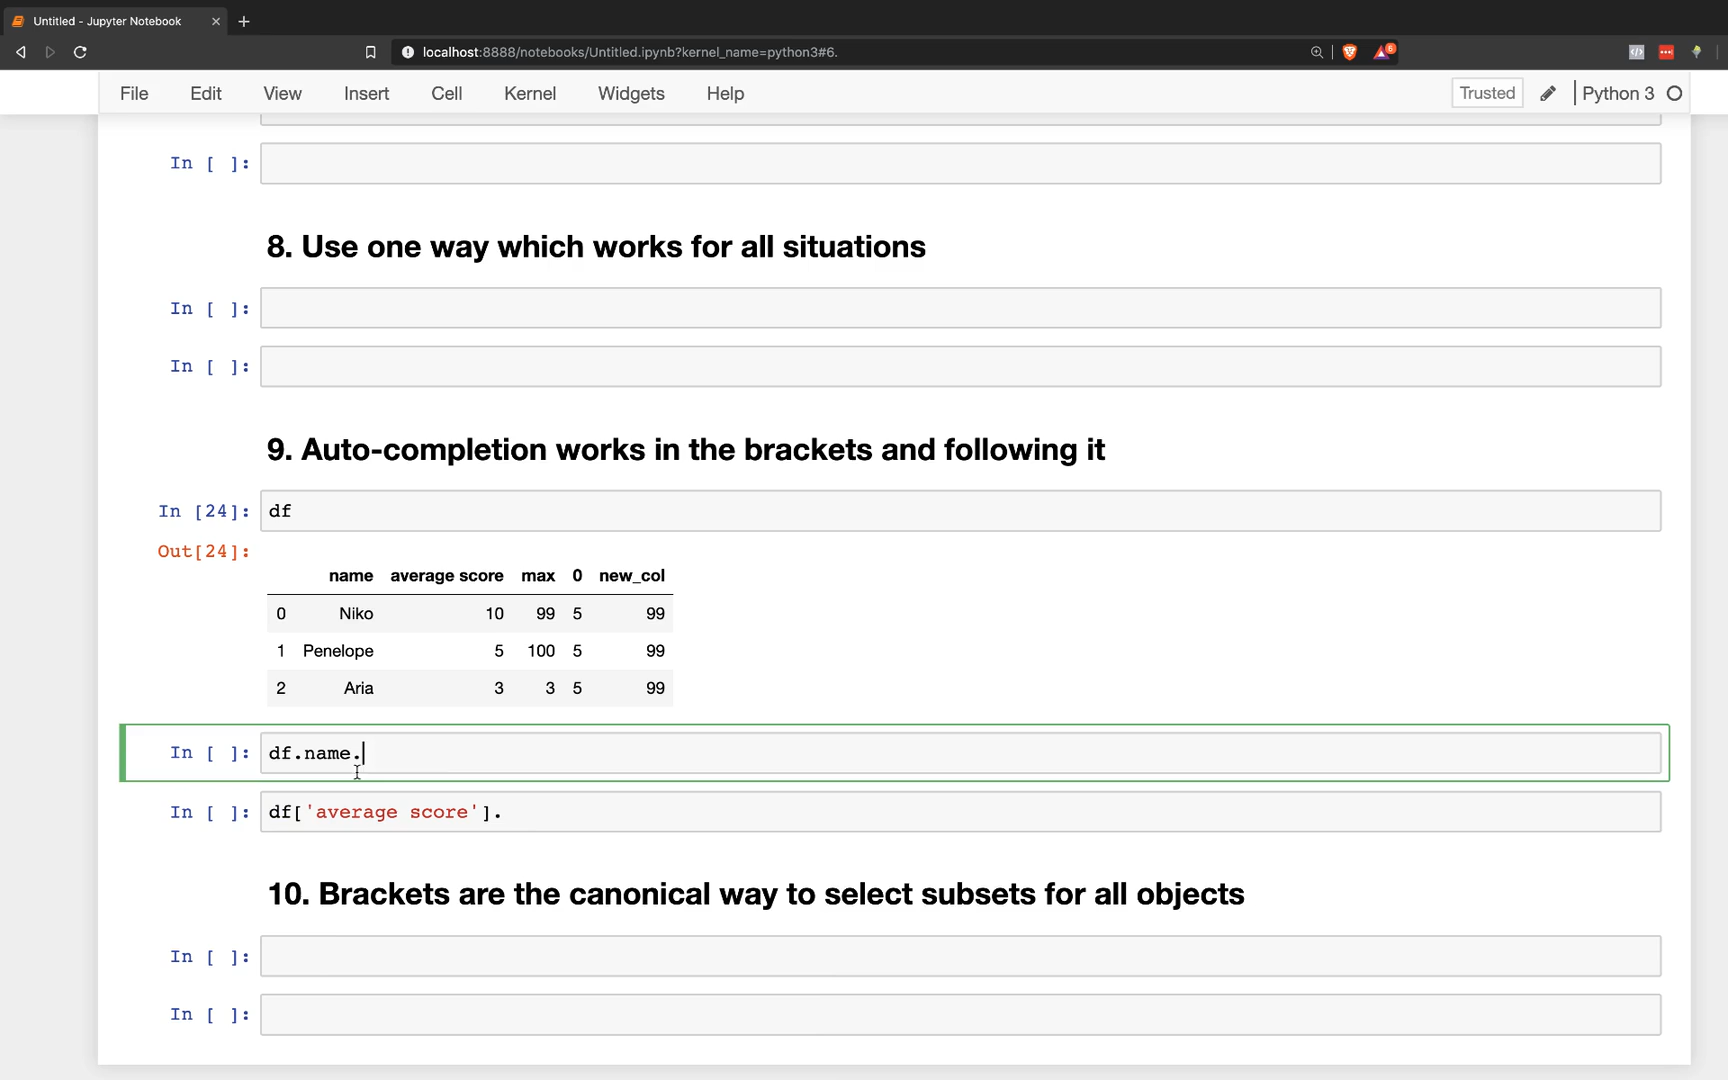 Untitled - Jupyter Notebook
localhost:8888/notebooks/Untitled.ipynb?kernel_name=python3#6.
6
File Edit View Insert Cell Kernel Widgets Help
Trusted
Python 3
In [ ]:
8. Use one way which works for all situations
In [ ]:
In [ ]:
9. Auto-completion works in the brackets and following it
In [24]: df
Out[24]:
name average score max 0 new_col
0 Niko 10 99 5 99
1 Penelope 5 100 5 99
2 Aria 3 3 5 99
In [ ]: df.name.
In [ ]: df['average score'].
10. Brackets are the canonical way to select subsets for all objects
In [ ]:
In [ ]: